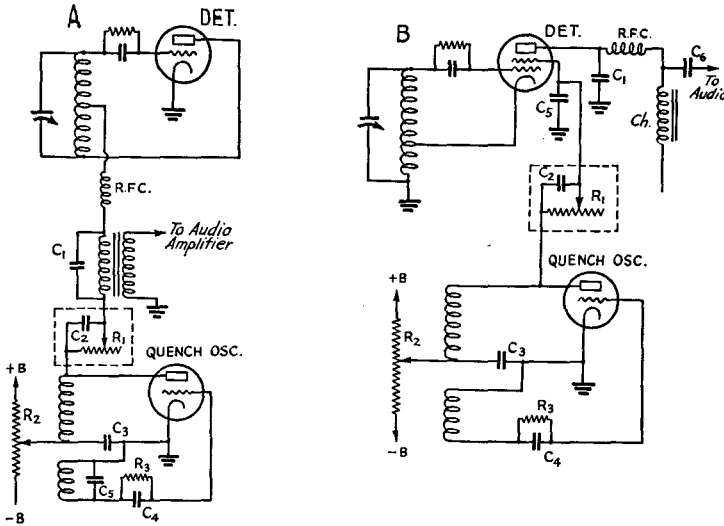 A
DET.
R.F.C.
C1
To Audio
Amplifier
C2
R1
QUENCH OSC.
+B
R2
C3
C5
R3
C4
-B
B
DET.
R.F.C.
C6
To
Audio
C1
C5
Ch.
C2
R1
QUENCH OSC.
+B
R2
C3
R3
C4
-B